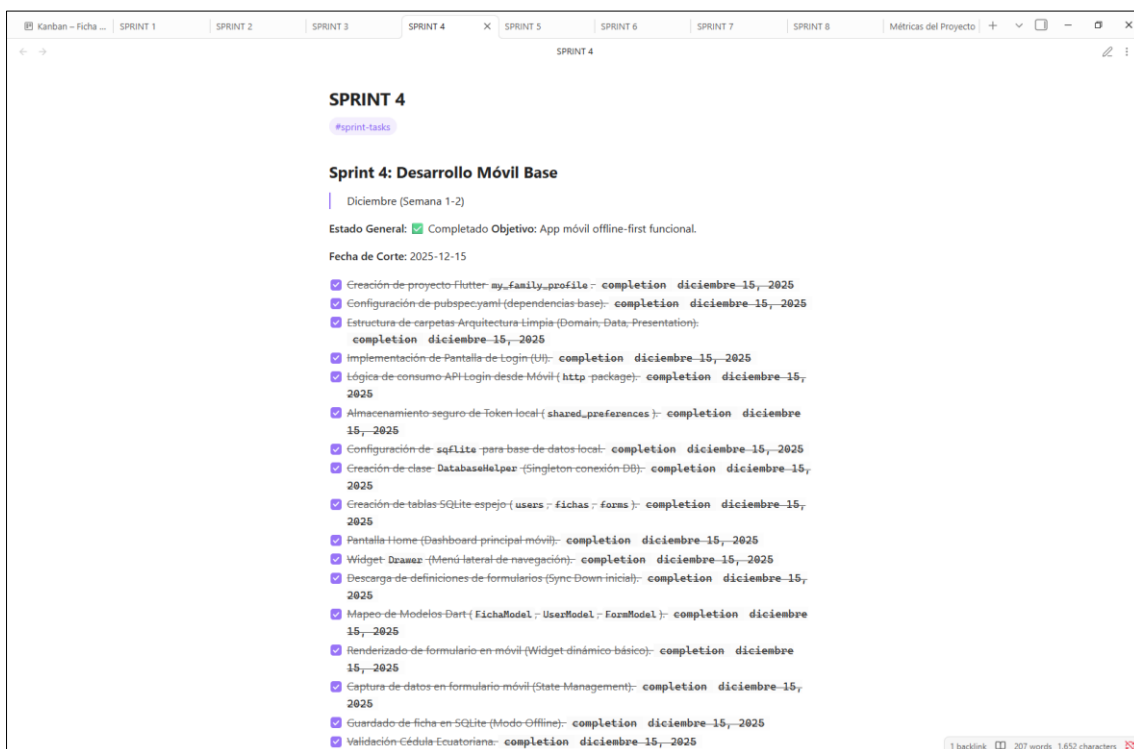 Kanban – Ficha ... SPRINT 1 SPRINT 2 SPRINT 3 SPRINT 4 SPRINT 5 SPRINT 6 SPRINT 7 SPRINT 8 Métricas del Proyecto
SPRINT 4
SPRINT 4
#sprint-tasks
Sprint 4: Desarrollo Móvil Base
Diciembre (Semana 1-2)
Estado General: ✅ Completado Objetivo: App móvil offline-first funcional.
Fecha de Corte: 2025-12-15
Creación de proyecto Flutter my_family_profile. completion diciembre 15, 2025
Configuración de pubspec.yaml (dependencias base). completion diciembre 15, 2025
Estructura de carpetas Arquitectura Limpia (Domain, Data, Presentation).
completion diciembre 15, 2025
Implementación de Pantalla de Login (UI). completion diciembre 15, 2025
Lógica de consumo API Login desde Móvil (http package). completion diciembre 15,
2025
Almacenamiento seguro de Token local (shared_preferences). completion diciembre
15, 2025
Configuración de sqflite para base de datos local. completion diciembre 15, 2025
Creación de clase DatabaseHelper (Singleton conexión DB). completion diciembre 15,
2025
Creación de tablas SQLite espejo (users, fichas, forms). completion diciembre 15,
2025
Pantalla Home (Dashboard principal móvil). completion diciembre 15, 2025
Widget Drawer (Menú lateral de navegación). completion diciembre 15, 2025
Descarga de definiciones de formularios (Sync Down inicial). completion diciembre 15,
2025
Mapeo de Modelos Dart (FichaModel, UserModel, FormModel). completion diciembre
15, 2025
Renderizado de formulario en móvil (Widget dinámico básico). completion diciembre
15, 2025
Captura de datos en formulario móvil (State Management). completion diciembre 15,
2025
Guardado de ficha en SQLite (Modo Offline). completion diciembre 15, 2025
Validación Cédula Ecuatoriana. completion diciembre 15, 2025
1 backlink 207 words 1,652 characters